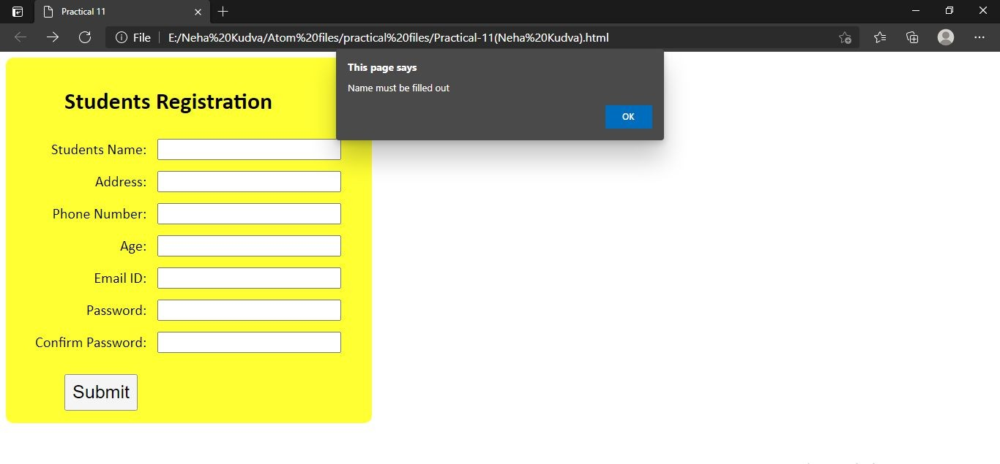 Practical 11
File E:/Neha%20Kudva/Atom%20files/practical%20files/Practical-11(Neha%20Kudva).html
This page says
Name must be filled out
OK
Students Registration
Students Name:
Address:
Phone Number:
Age:
Email ID:
Password:
Confirm Password:
Submit